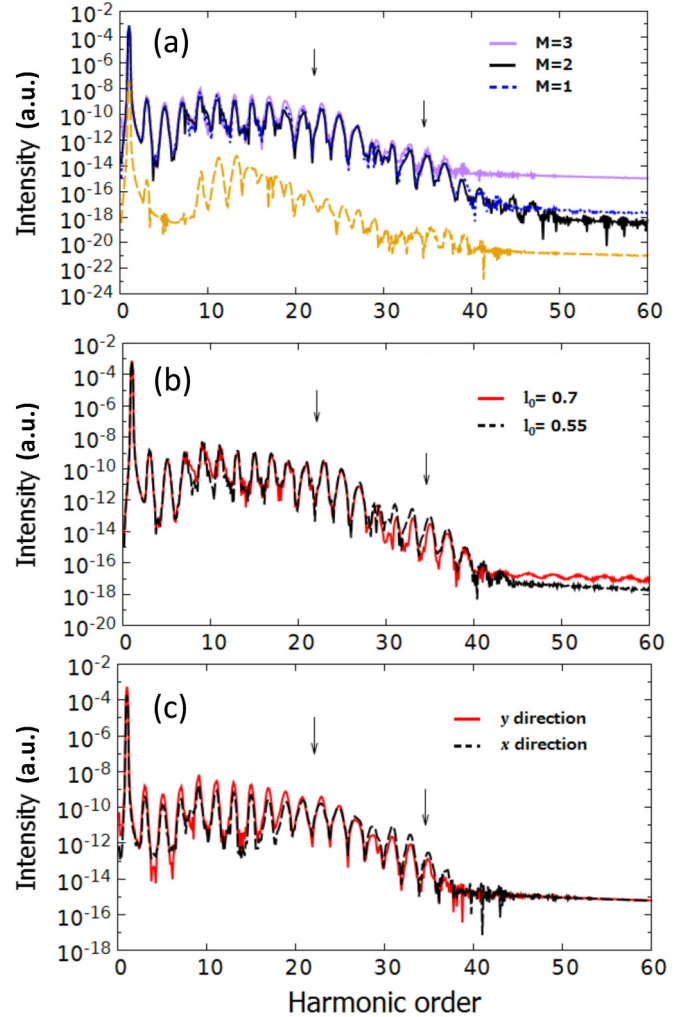 (a)
M=3
M=2
M=1
Intensity (a.u.)
10-2
10-4
10-6
10-8
10-10
10-12
10-14
10-16
10-18
10-20
10-22
10-24
0 10 20 30 40 50 60
(b)
l0= 0.7
l0= 0.55
Intensity (a.u.)
10-2
10-4
10-6
10-8
10-10
10-12
10-14
10-16
10-18
10-20
0 10 20 30 40 50 60
(c)
y direction
x direction
Intensity (a.u.)
10-2
10-4
10-6
10-8
10-10
10-12
10-14
10-16
10-18
0 10 20 30 40 50 60
Harmonic order